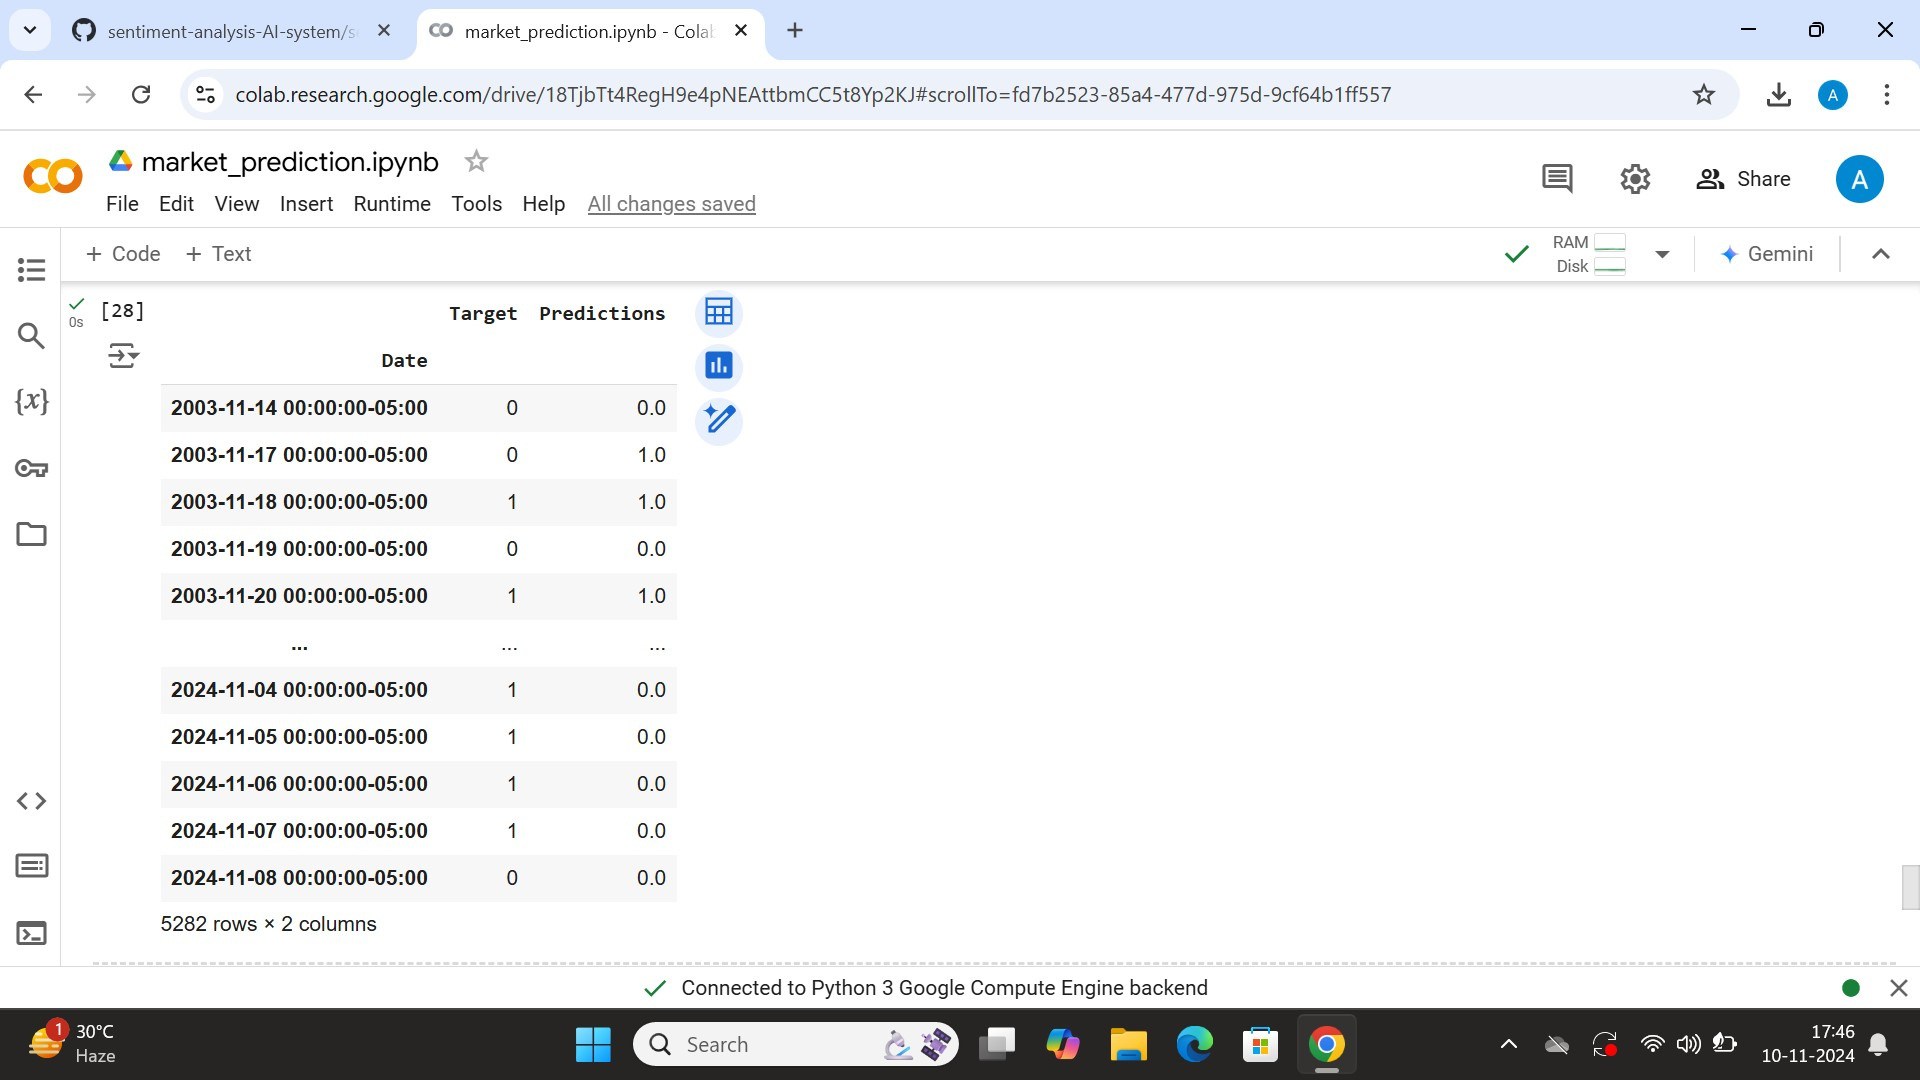 sentiment-analysis-AI-system/s
market_prediction.ipynb - Colab
colab.research.google.com/drive/18TjbTt4RegH9e4pNEAttbmCC5t8Yp2KJ#scrollTo=fd7b2523-85a4-477d-975d-9cf64b1ff557
A
market_prediction.ipynb
Share
A
File Edit View Insert Runtime Tools Help All changes saved
+ Code + Text
RAM
Disk
Gemini
[28]
0s
Target Predictions
Date
2003-11-14 00:00:00-05:00 0 0.0
2003-11-17 00:00:00-05:00 0 1.0
2003-11-18 00:00:00-05:00 1 1.0
2003-11-19 00:00:00-05:00 0 0.0
2003-11-20 00:00:00-05:00 1 1.0
... ... ...
2024-11-04 00:00:00-05:00 1 0.0
2024-11-05 00:00:00-05:00 1 0.0
2024-11-06 00:00:00-05:00 1 0.0
2024-11-07 00:00:00-05:00 1 0.0
2024-11-08 00:00:00-05:00 0 0.0
5282 rows × 2 columns
{x}
Connected to Python 3 Google Compute Engine backend
1
30°C
Haze
Search
17:46
10-11-2024